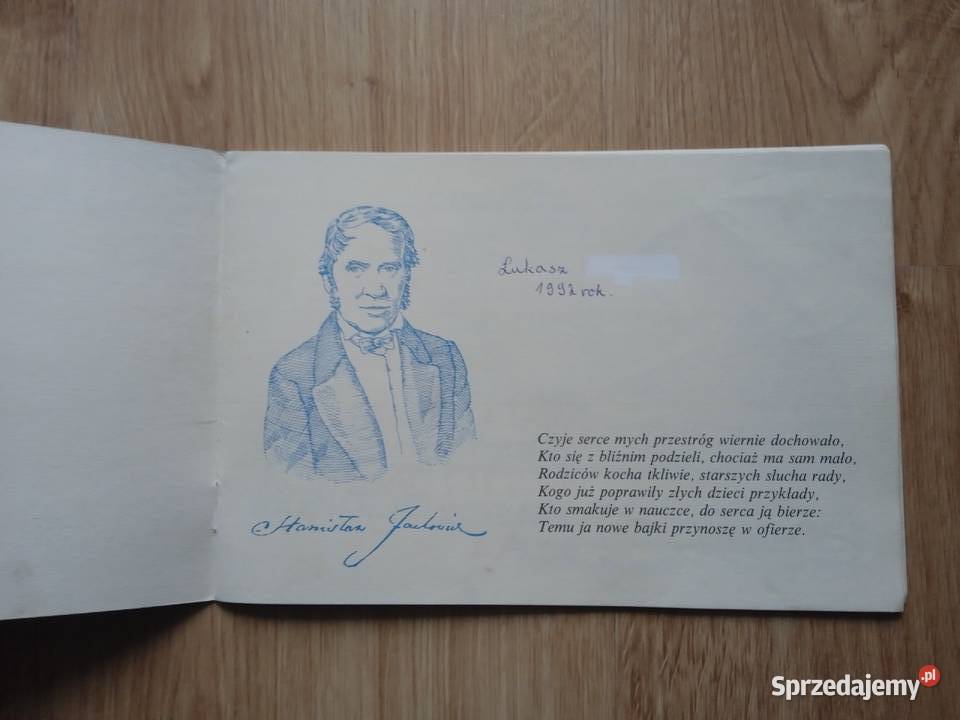 Łukasz
1992 rok.
Czyje serce mych przestróg wiernie dochowało,
Kto się z bliźnim podzieli, chociaż ma sam mało,
Rodziców kocha tkliwie, starszych słucha rady,
Kogo już poprawiły złych dzieci przykłady,
Kto smakuje w nauczce, do serca ją bierze:
Temu ja nowe bajki przynoszę w ofierze.
Stanisław Jachowicz
Sprzedajemy.pl